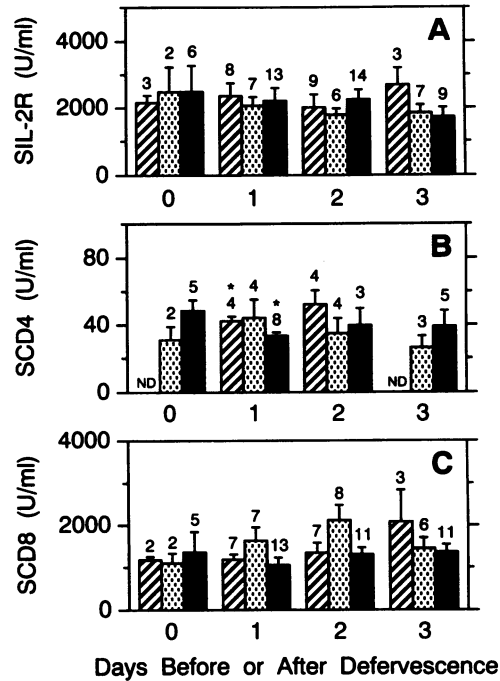 A
SIL-2R (U/ml)
4000
2000
0
3 2 6 8 7 13 9 6 14 3 7 9
0 1 2 3
B
SCD4 (U/ml)
80
40
0
ND 2 5 * 4 4 * 8 4 4 3 ND 3 5
0 1 2 3
C
SCD8 (U/ml)
4000
2000
0
2 2 5 7 7 13 7 8 11 3 6 11
0 1 2 3
Days Before or After Defervescence